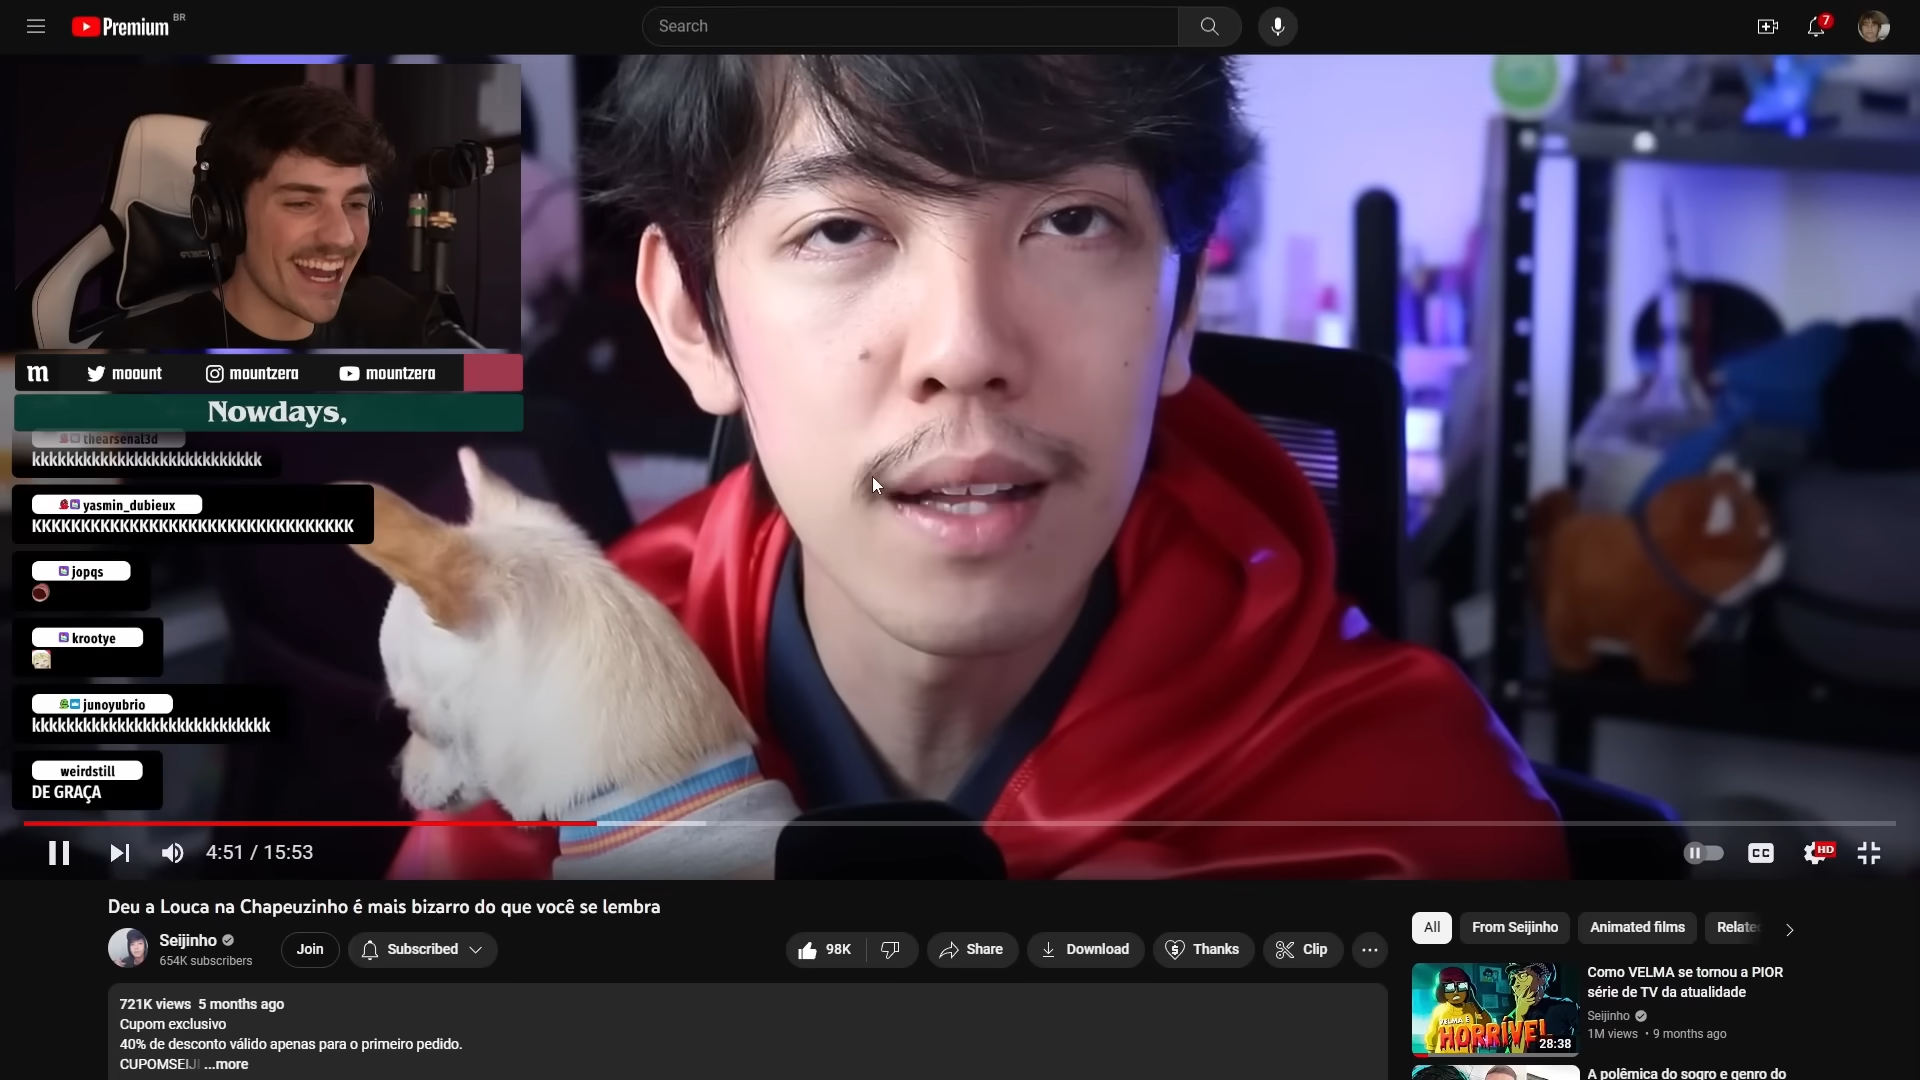 Premium BR
Search
7
m moount mountzera mountzera
Nowdays,
thearsenal3d
kkkkkkkkkkkkkkkkkkkkkkkkkkk
yasmin_dubieux
KKKKKKKKKKKKKKKKKKKKKKKKKKKKKKKKK
jopqs
krootye
junoyubrio
kkkkkkkkkkkkkkkkkkkkkkkkkkkk
weirdstill
DE GRAÇA
4:51 / 15:53
CC
HD
Deu a Louca na Chapeuzinho é mais bizarro do que você se lembra
Seijinho
654K subscribers
Join
Subscribed
98K
Share
Download
Thanks
Clip
721K views 5 months ago
Cupom exclusivo
40% de desconto válido apenas para o primeiro pedido.
CUPOMSEIJI ...more
All
From Seijinho
Animated films
Relate
VELMA É
HORRÍVEL
28:38
Como VELMA se tornou a PIOR
série de TV da atualidade
Seijinho
1M views • 9 months ago
A polêmica do sogro e genro do